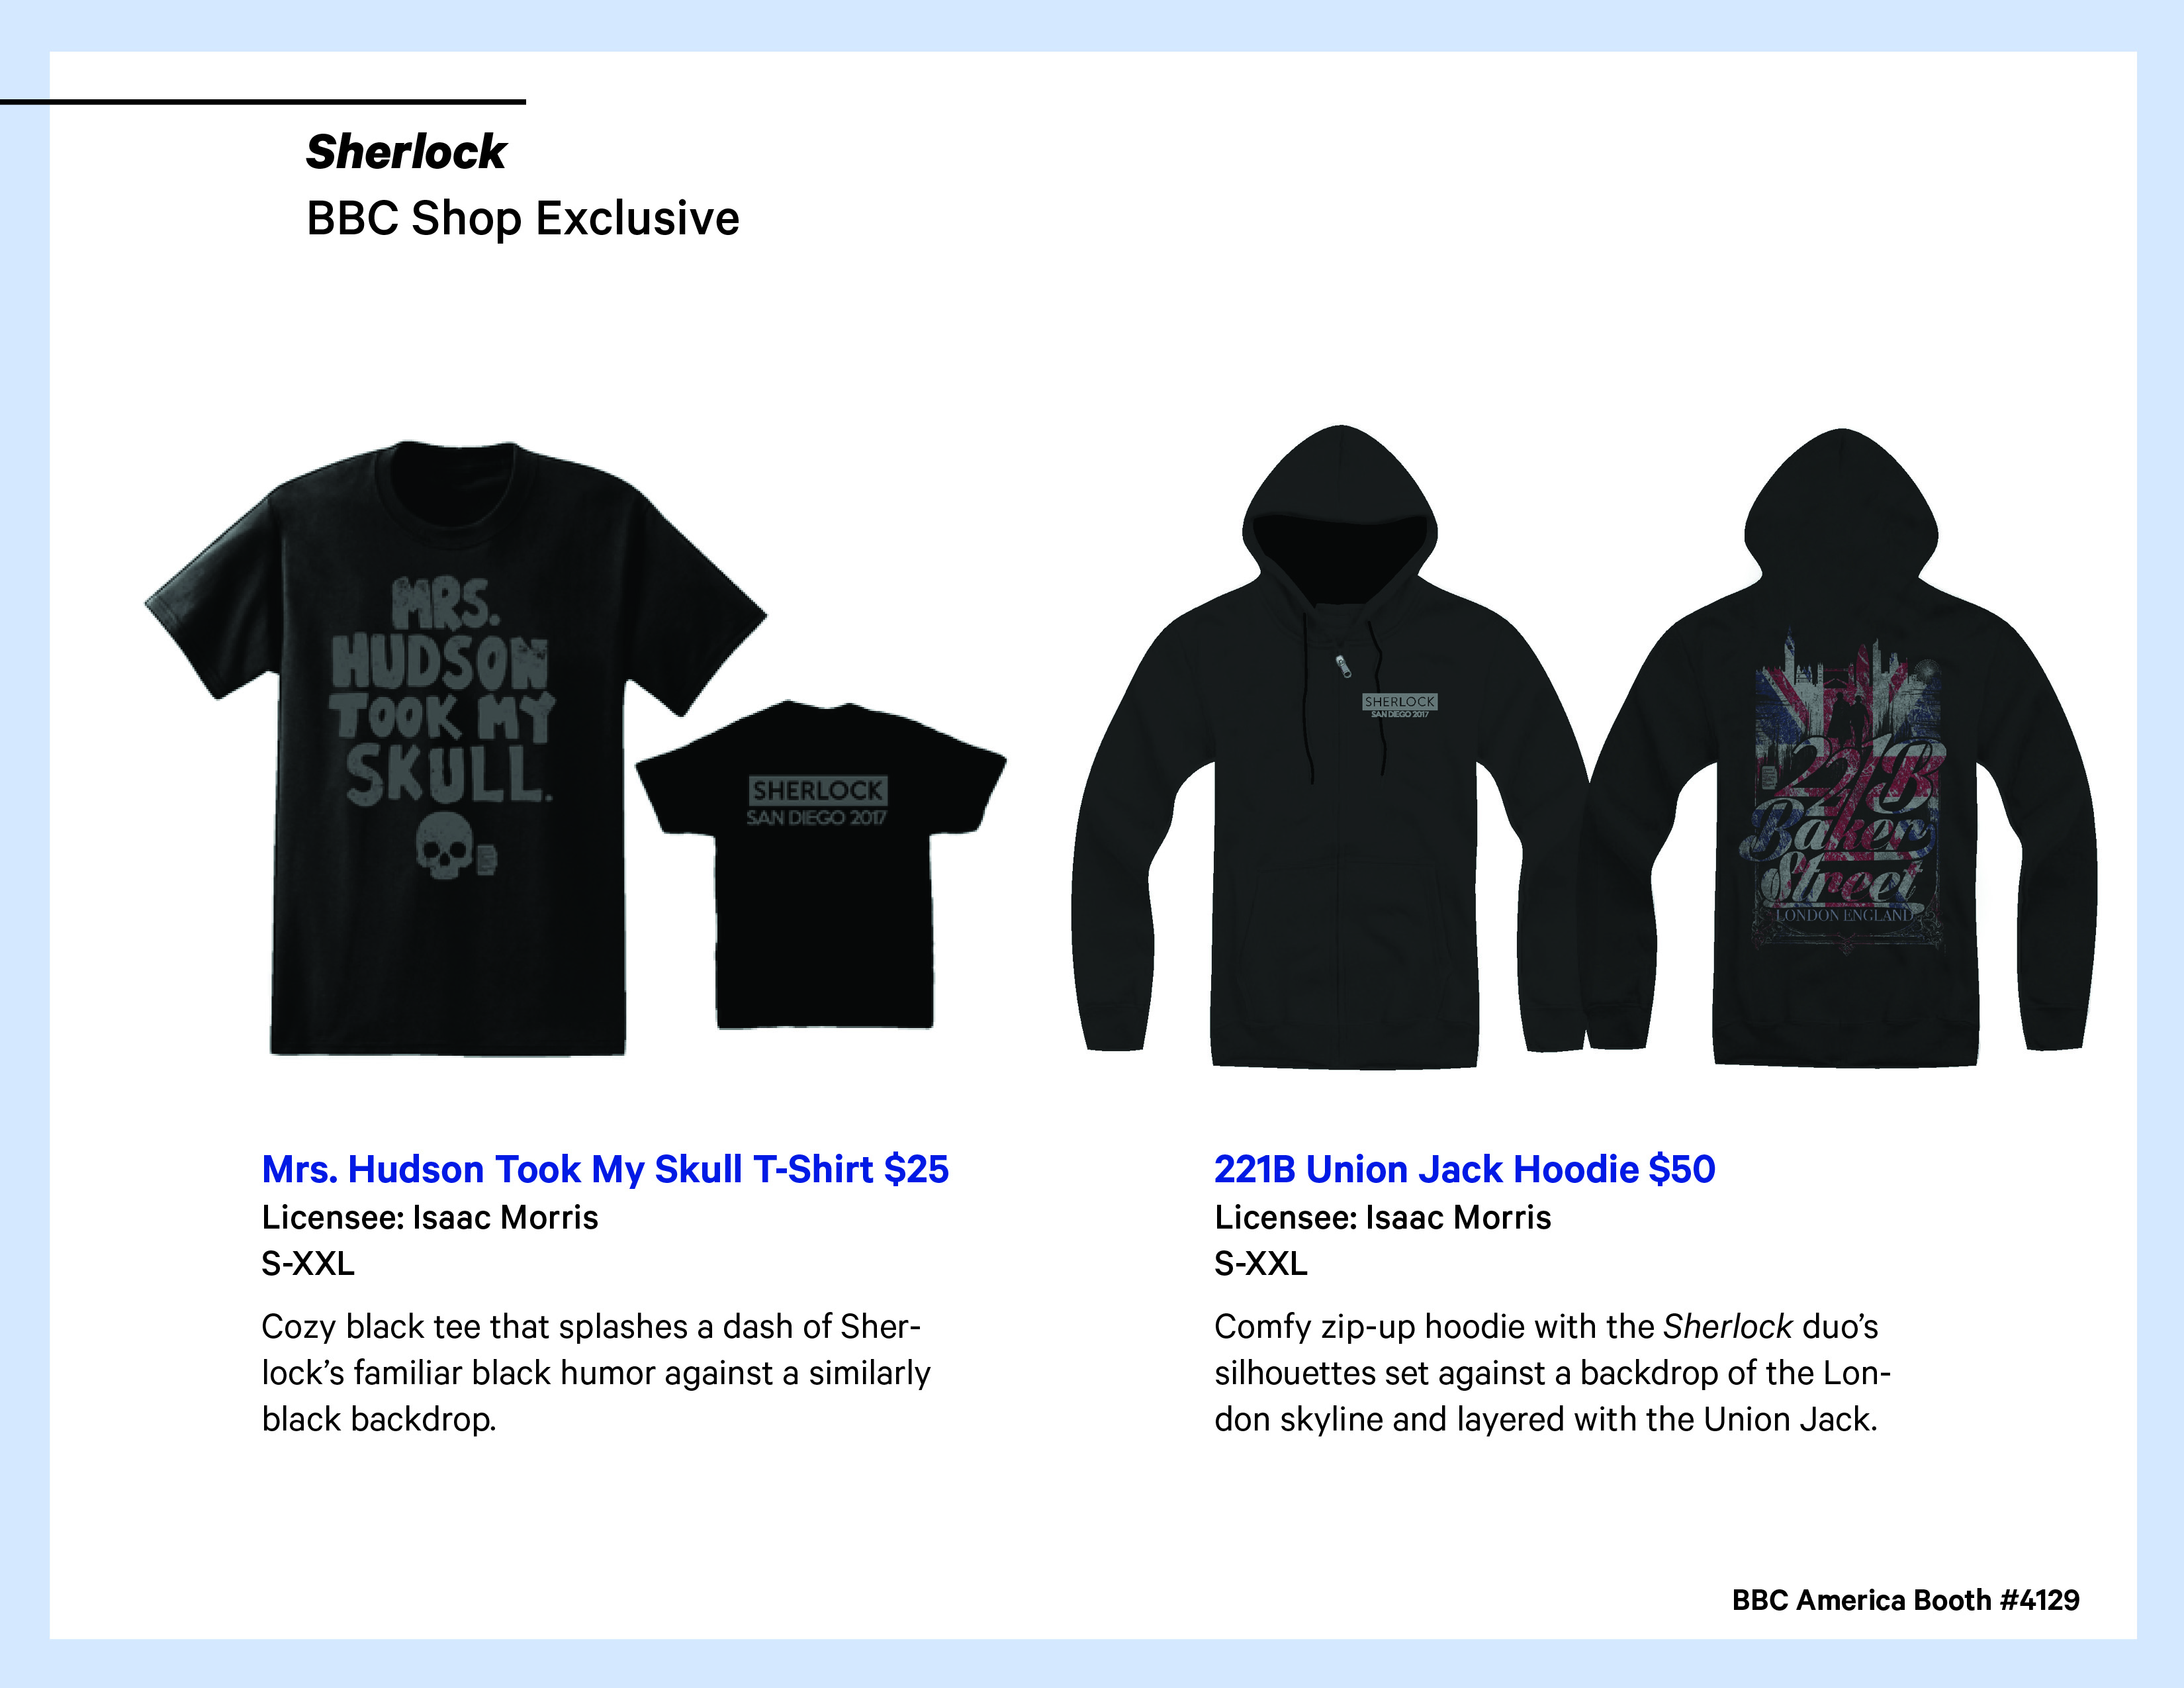 Sherlock
BBC Shop Exclusive
MRS.
HUDSON
TOOK MY
SKULL.
SHERLOCK
SAN DIEGO 2017
SHERLOCK
SAN DIEGO 2017
221B
Baker
Street
LONDON ENGLAND
Mrs. Hudson Took My Skull T-Shirt $25
Licensee: Isaac Morris
S-XXL
Cozy black tee that splashes a dash of Sher-
lock’s familiar black humor against a similarly
black backdrop.
221B Union Jack Hoodie $50
Licensee: Isaac Morris
S-XXL
Comfy zip-up hoodie with the Sherlock duo’s
silhouettes set against a backdrop of the Lon-
don skyline and layered with the Union Jack.
BBC America Booth #4129